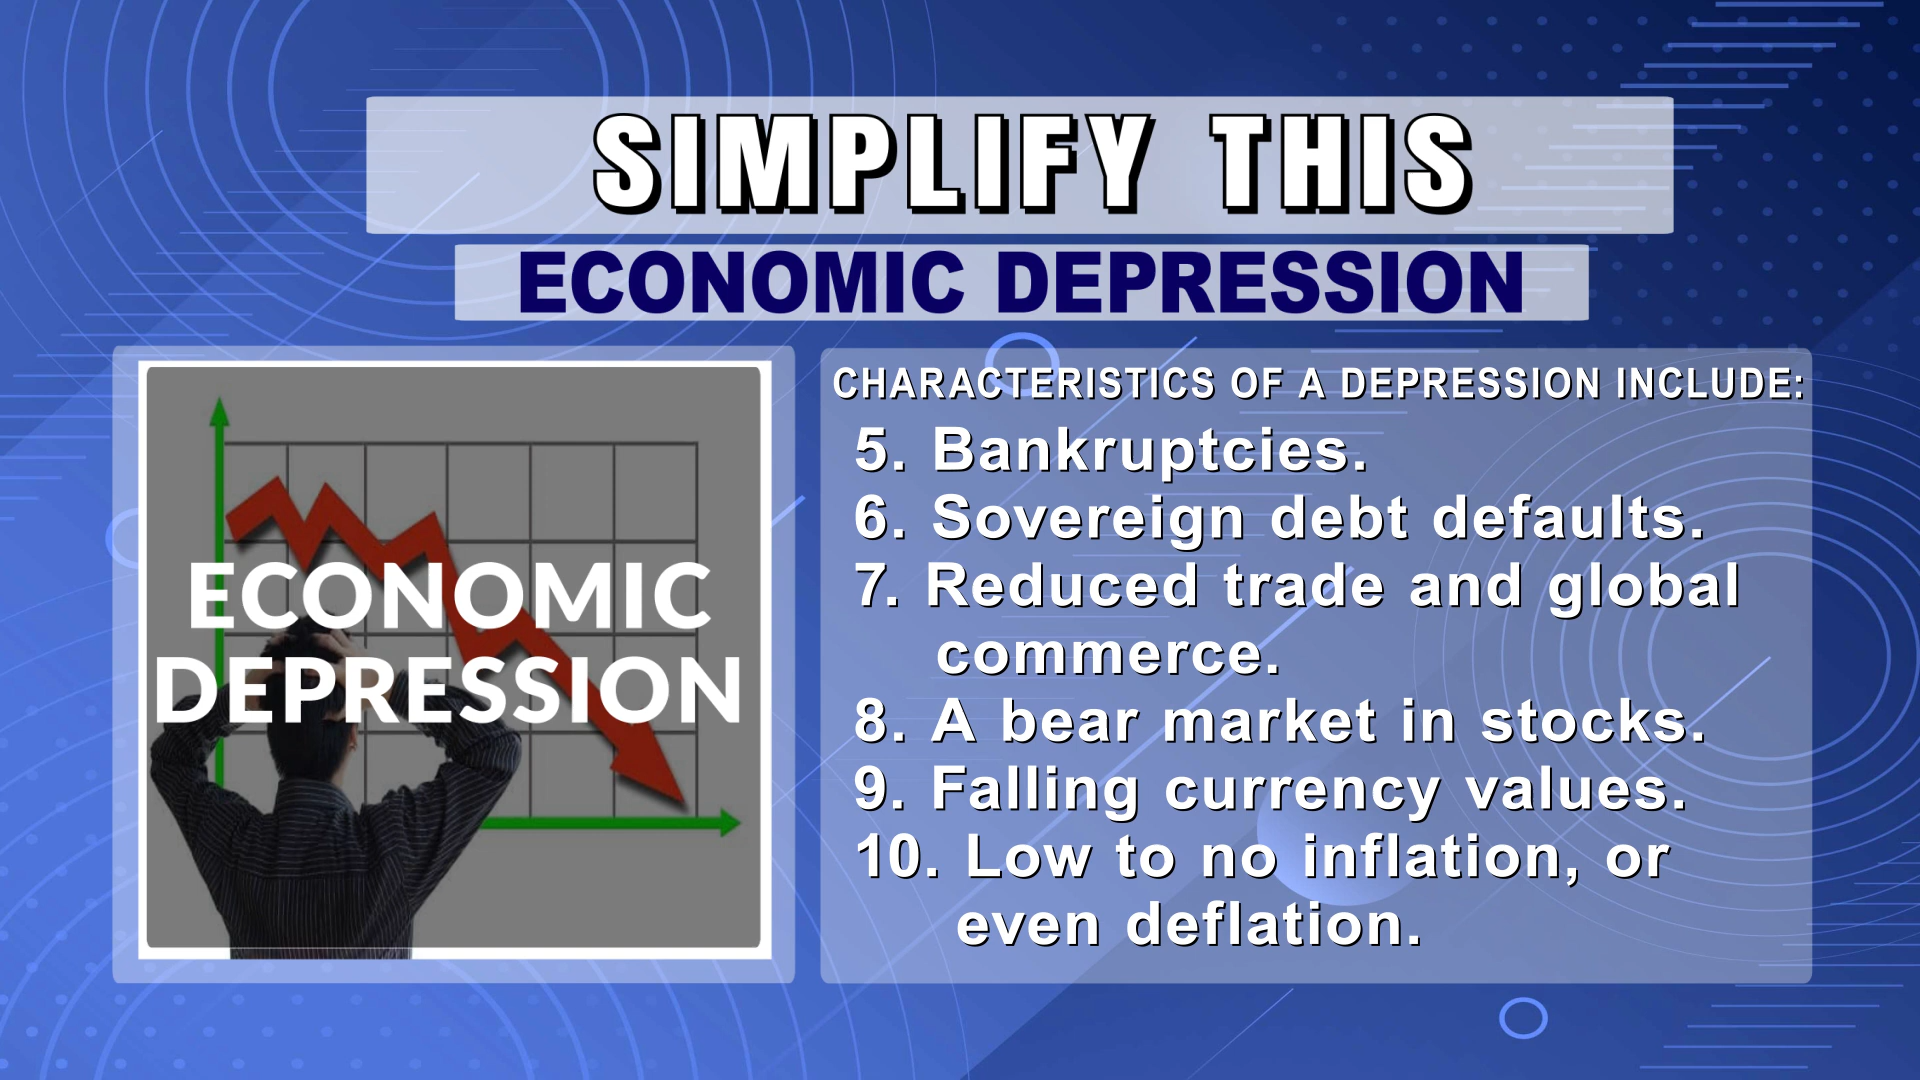 SIMPLIFY THIS
ECONOMIC DEPRESSION
ECONOMIC
DEPRESSION
CHARACTERISTICS OF A DEPRESSION INCLUDE:
5. Bankruptcies.
6. Sovereign debt defaults.
7. Reduced trade and global
commerce.
8. A bear market in stocks.
9. Falling currency values.
10. Low to no inflation, or
even deflation.